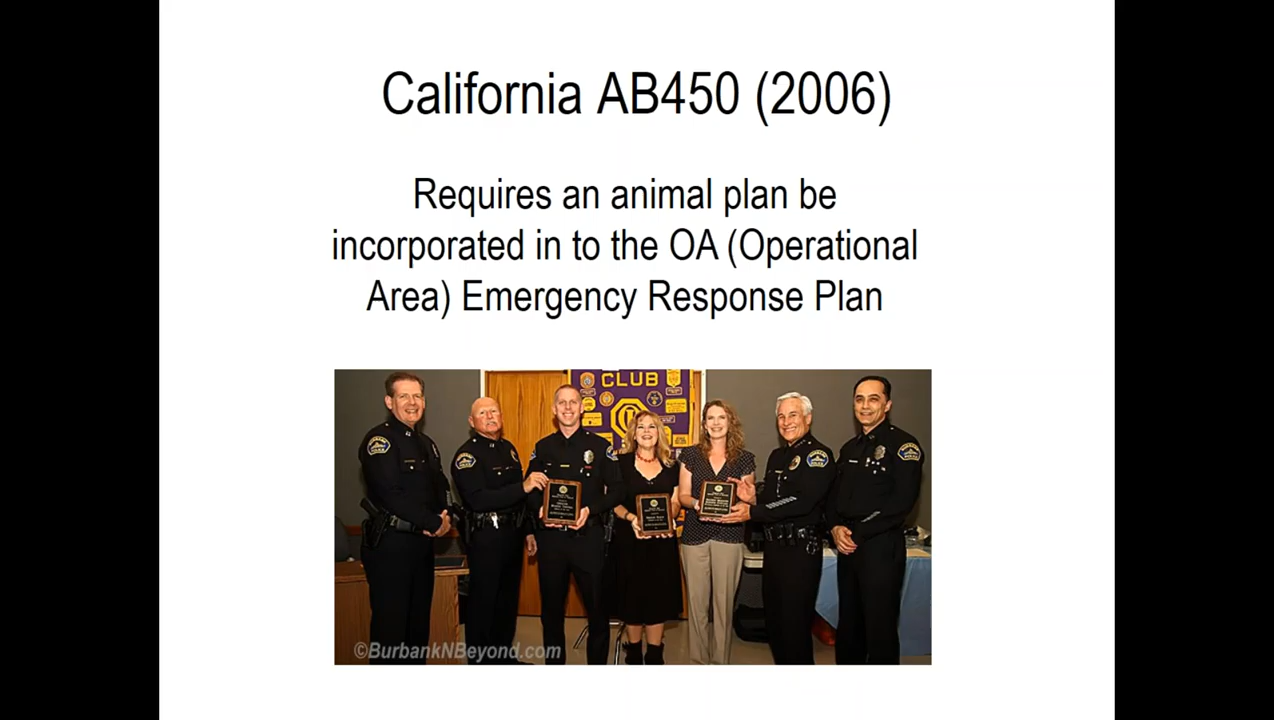 California AB450 (2006)
Requires an animal plan be
incorporated in to the OA (Operational
Area) Emergency Response Plan
CLUB
©BurbankNBeyond.com